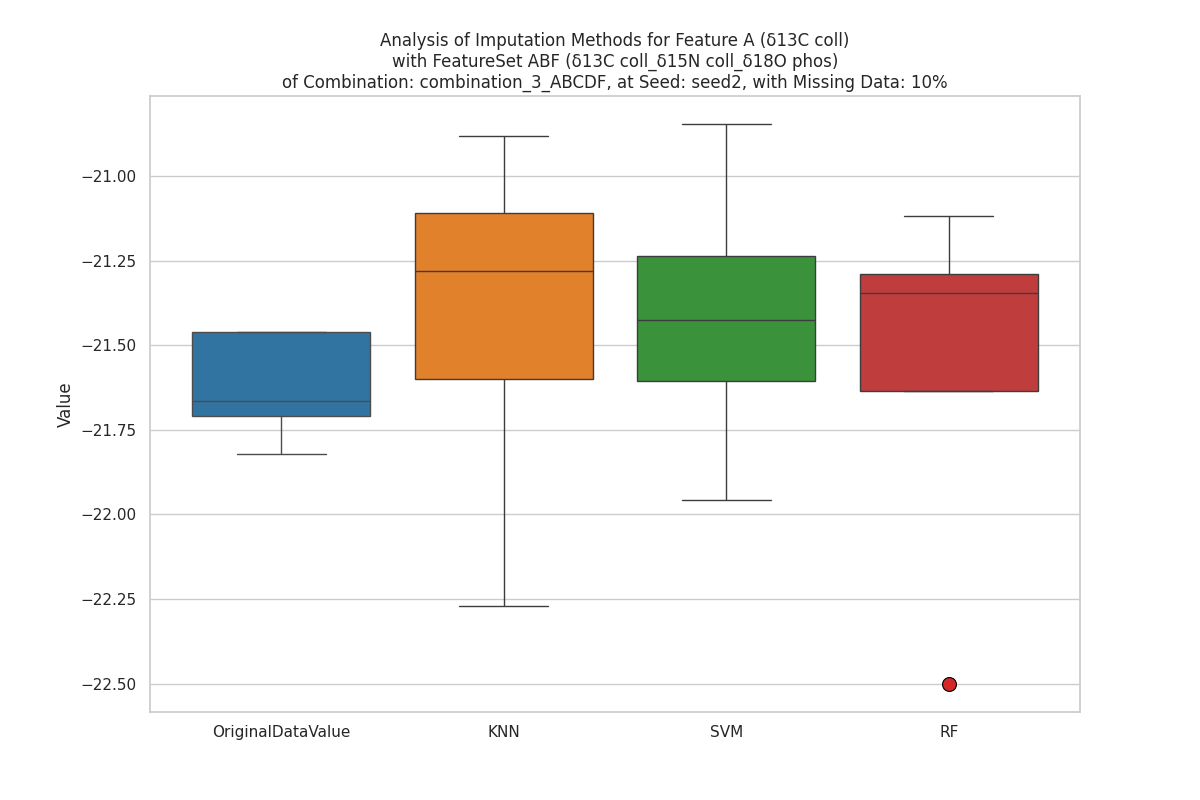 Analysis of Imputation Methods for Feature A (δ13C coll)
with FeatureSet ABF (δ13C coll_δ15N coll_δ18O phos)
of Combination: combination_3_ABCDF, at Seed: seed2, with Missing Data: 10%
−21.00
−21.25
−21.50
−21.75
−22.00
−22.25
−22.50
Value
OriginalDataValue
KNN
SVM
RF